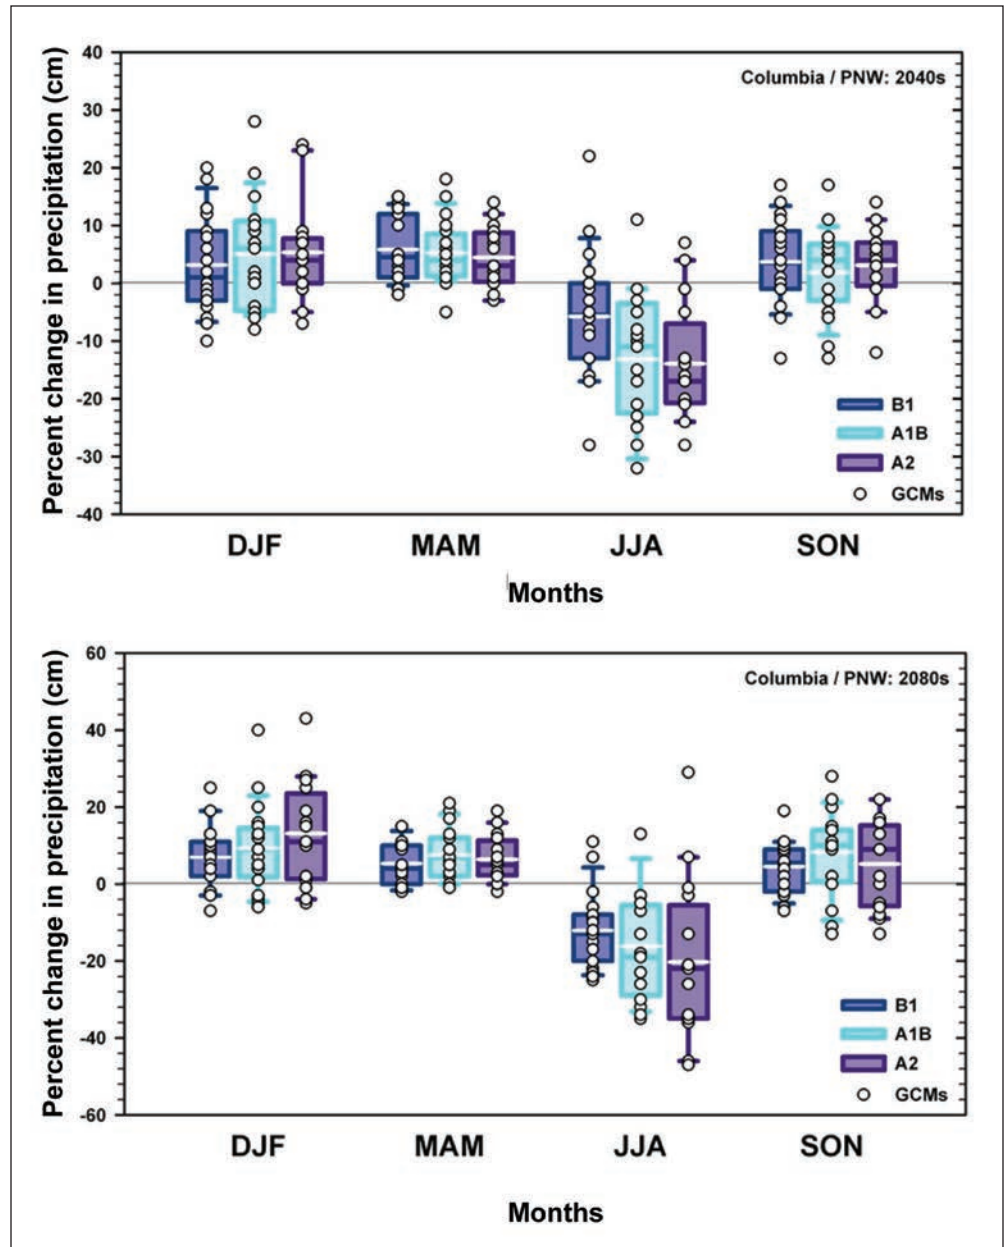 Percent change in precipitation (cm)
40
30
20
10
0
-10
-20
-30
-40
Columbia / PNW: 2040s
B1
A1B
A2
GCMs
DJF MAM JJA SON
Months
Percent change in precipitation (cm)
60
40
20
0
-20
-40
-60
Columbia / PNW: 2080s
B1
A1B
A2
GCMs
DJF MAM JJA SON
Months